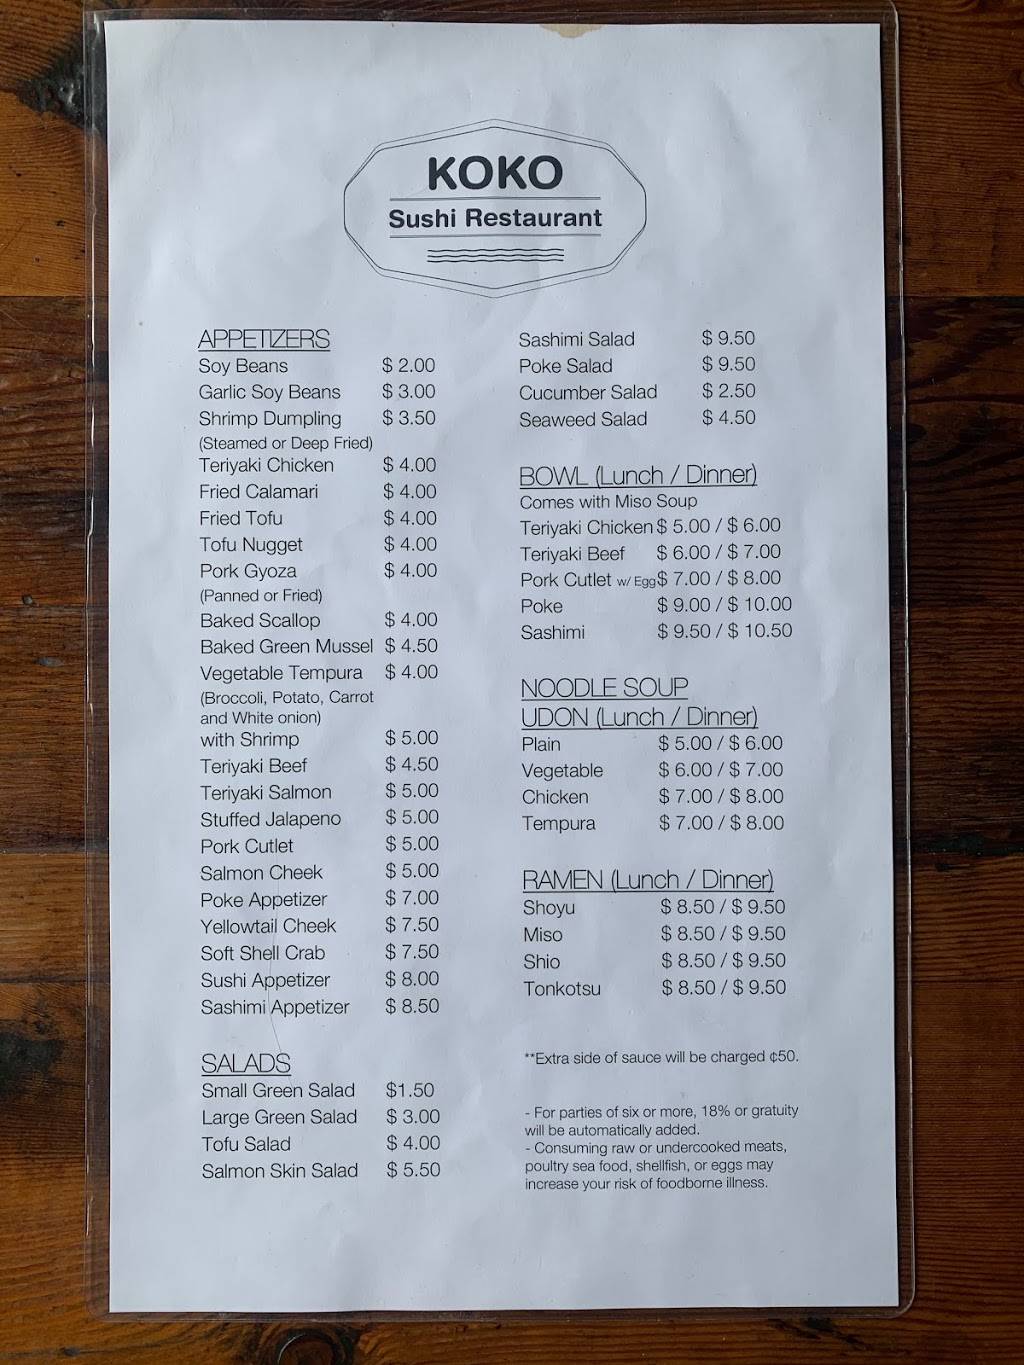 KOKO
Sushi Restaurant
APPETIZERS
Soy Beans $ 2.00
Garlic Soy Beans $ 3.00
Shrimp Dumpling $ 3.50
(Steamed or Deep Fried)
Teriyaki Chicken $ 4.00
Fried Calamari $ 4.00
Fried Tofu $ 4.00
Tofu Nugget $ 4.00
Pork Gyoza $ 4.00
(Panned or Fried)
Baked Scallop $ 4.00
Baked Green Mussel $ 4.50
Vegetable Tempura $ 4.00
(Broccoli, Potato, Carrot
and White onion)
with Shrimp $ 5.00
Teriyaki Beef $ 4.50
Teriyaki Salmon $ 5.00
Stuffed Jalapeno $ 5.00
Pork Cutlet $ 5.00
Salmon Cheek $ 5.00
Poke Appetizer $ 7.00
Yellowtail Cheek $ 7.50
Soft Shell Crab $ 7.50
Sushi Appetizer $ 8.00
Sashimi Appetizer $ 8.50
SALADS
Small Green Salad $1.50
Large Green Salad $ 3.00
Tofu Salad $ 4.00
Salmon Skin Salad $ 5.50
Sashimi Salad $ 9.50
Poke Salad $ 9.50
Cucumber Salad $ 2.50
Seaweed Salad $ 4.50
BOWL (Lunch / Dinner)
Comes with Miso Soup
Teriyaki Chicken $ 5.00 / $ 6.00
Teriyaki Beef $ 6.00 / $ 7.00
Pork Cutlet w/ Egg $ 7.00 / $ 8.00
Poke $ 9.00 / $ 10.00
Sashimi $ 9.50 / $ 10.50
NOODLE SOUP
UDON (Lunch / Dinner)
Plain $ 5.00 / $ 6.00
Vegetable $ 6.00 / $ 7.00
Chicken $ 7.00 / $ 8.00
Tempura $ 7.00 / $ 8.00
RAMEN (Lunch / Dinner)
Shoyu $ 8.50 / $ 9.50
Miso $ 8.50 / $ 9.50
Shio $ 8.50 / $ 9.50
Tonkotsu $ 8.50 / $ 9.50
**Extra side of sauce will be charged ¢50.
- For parties of six or more, 18% or gratuity
will be automatically added.
- Consuming raw or undercooked meats,
poultry sea food, shellfish, or eggs may
increase your risk of foodborne illness.